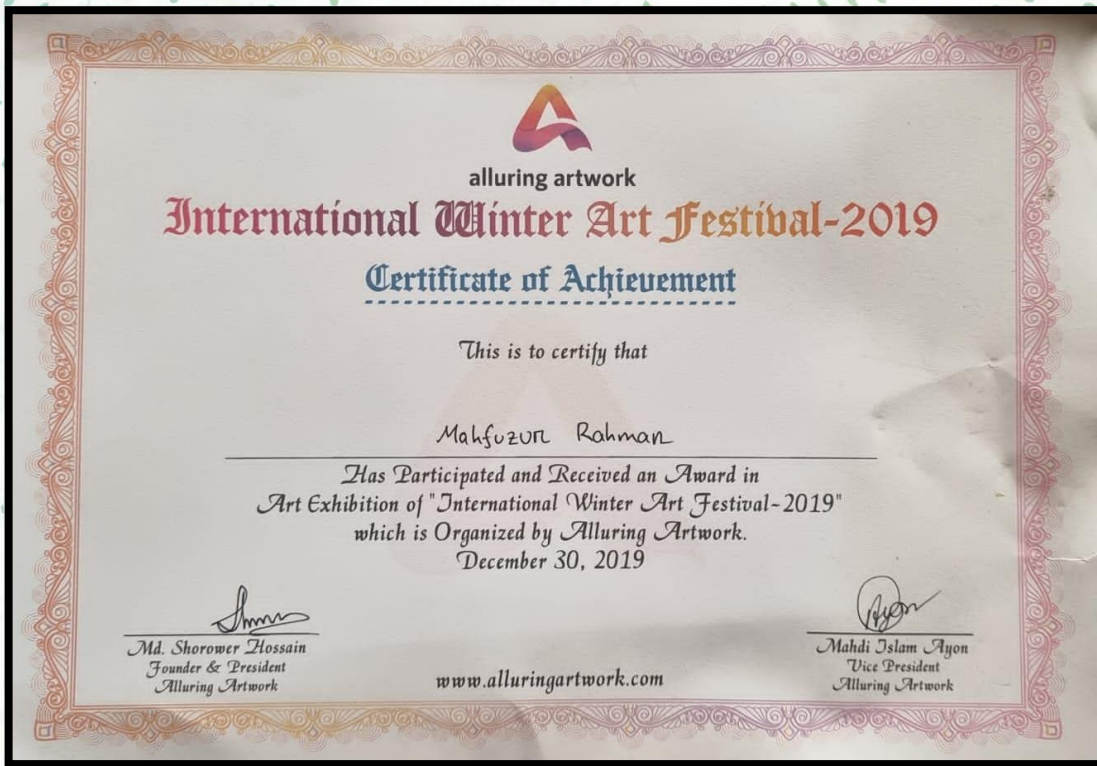 alluring artwork
International Winter Art Festival-2019
Certificate of Achievement
This is to certify that
Mahfuzur Rahman
Has Participated and Received an Award in
Art Exhibition of "International Winter Art Festival-2019"
which is Organized by Alluring Artwork.
December 30, 2019
Ayon
Md. Shorower Hossain
Founder & President
Alluring Artwork
www.alluringartwork.com
Mahdi Islam Ayon
Vice President
Alluring Artwork